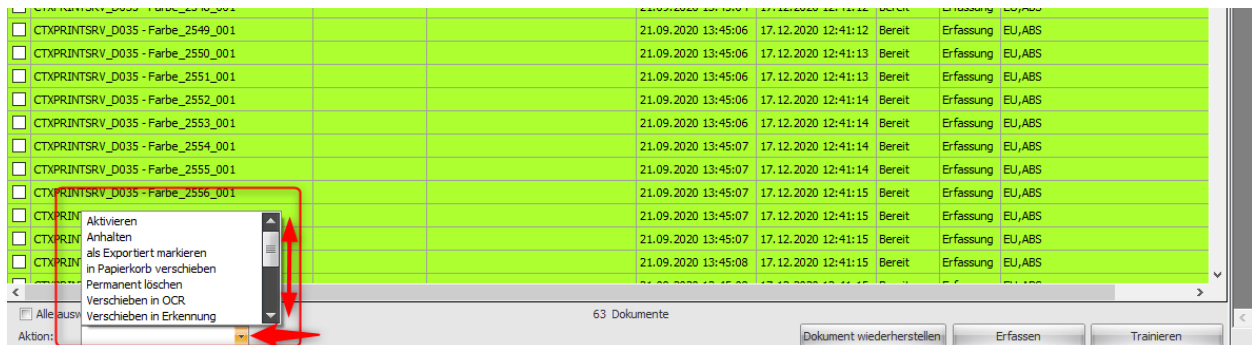 CTXPRINTSRV_D035 - Farbe_2549_001 21.09.2020 13:45:06 17.12.2020 12:41:12 Bereit Erfassung EU,ABS
CTXPRINTSRV_D035 - Farbe_2550_001 21.09.2020 13:45:06 17.12.2020 12:41:13 Bereit Erfassung EU,ABS
CTXPRINTSRV_D035 - Farbe_2551_001 21.09.2020 13:45:06 17.12.2020 12:41:13 Bereit Erfassung EU,ABS
CTXPRINTSRV_D035 - Farbe_2552_001 21.09.2020 13:45:06 17.12.2020 12:41:14 Bereit Erfassung EU,ABS
CTXPRINTSRV_D035 - Farbe_2553_001 21.09.2020 13:45:06 17.12.2020 12:41:14 Bereit Erfassung EU,ABS
CTXPRINTSRV_D035 - Farbe_2554_001 21.09.2020 13:45:07 17.12.2020 12:41:14 Bereit Erfassung EU,ABS
CTXPRINTSRV_D035 - Farbe_2555_001 21.09.2020 13:45:07 17.12.2020 12:41:14 Bereit Erfassung EU,ABS
CTXPRINTSRV_D035 - Farbe_2556_001 21.09.2020 13:45:07 17.12.2020 12:41:15 Bereit Erfassung EU,ABS
CTXPRIN 21.09.2020 13:45:07 17.12.2020 12:41:15 Bereit Erfassung EU,ABS
CTXPRIN 21.09.2020 13:45:07 17.12.2020 12:41:15 Bereit Erfassung EU,ABS
CTXPRIN 21.09.2020 13:45:08 17.12.2020 12:41:15 Bereit Erfassung EU,ABS
Aktivieren
Anhalten
als Exportiert markieren
in Papierkorb verschieben
Permanent löschen
Verschieben in OCR
Verschieben in Erkennung
Alle ausw 63 Dokumente
Aktion: Dokument wiederherstellen Erfassen Trainieren